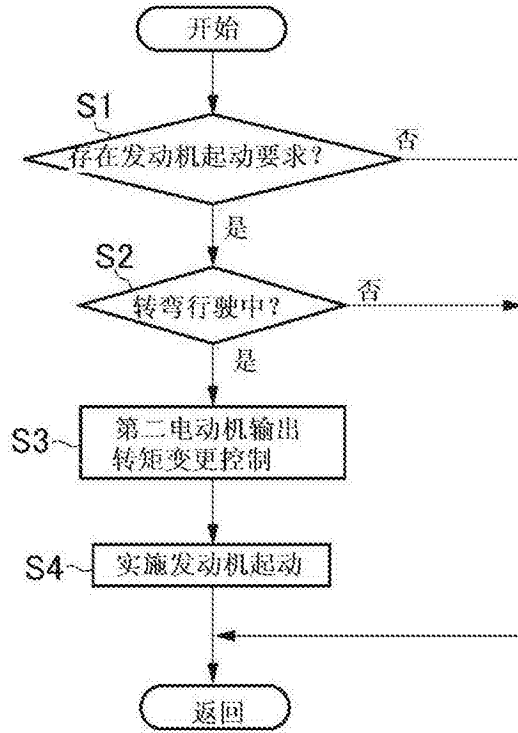 开始
S1
存在发动机起动要求?
否
是
S2
转弯行驶中?
否
是
S3
第二电动机输出
转矩变更控制
S4
实施发动机起动
返回